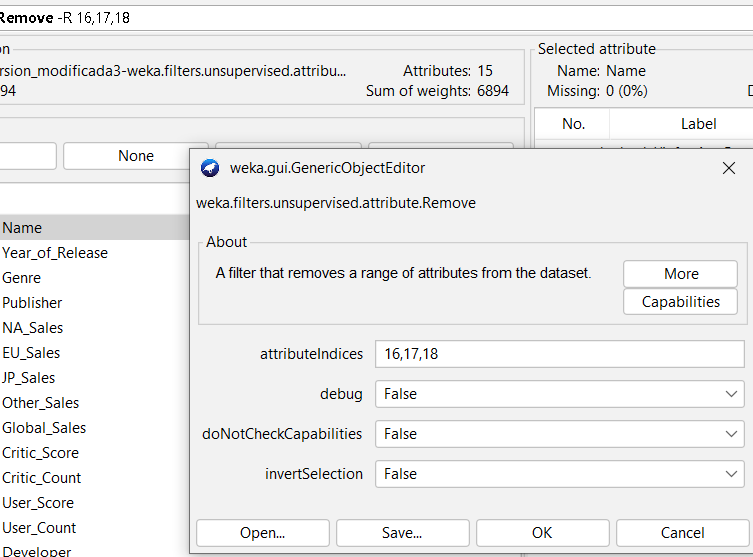 Remove -R 16,17,18
on
Selected attribute
rsion_modificada3-weka.filters.unsupervised.attribu...
Attributes: 15
Name: Name
94
Sum of weights: 6894
Missing: 0 (0%)
D
No.
Label
None
weka.gui.GenericObjectEditor
weka.filters.unsupervised.attribute.Remove
About
A filter that removes a range of attributes from the dataset.
More
Capabilities
attributeIndices
16,17,18
debug
False
doNotCheckCapabilities
False
invertSelection
False
Open...
Save...
OK
Cancel
Name
Year_of_Release
Genre
Publisher
NA_Sales
EU_Sales
JP_Sales
Other_Sales
Global_Sales
Critic_Score
Critic_Count
User_Score
User_Count
Developer